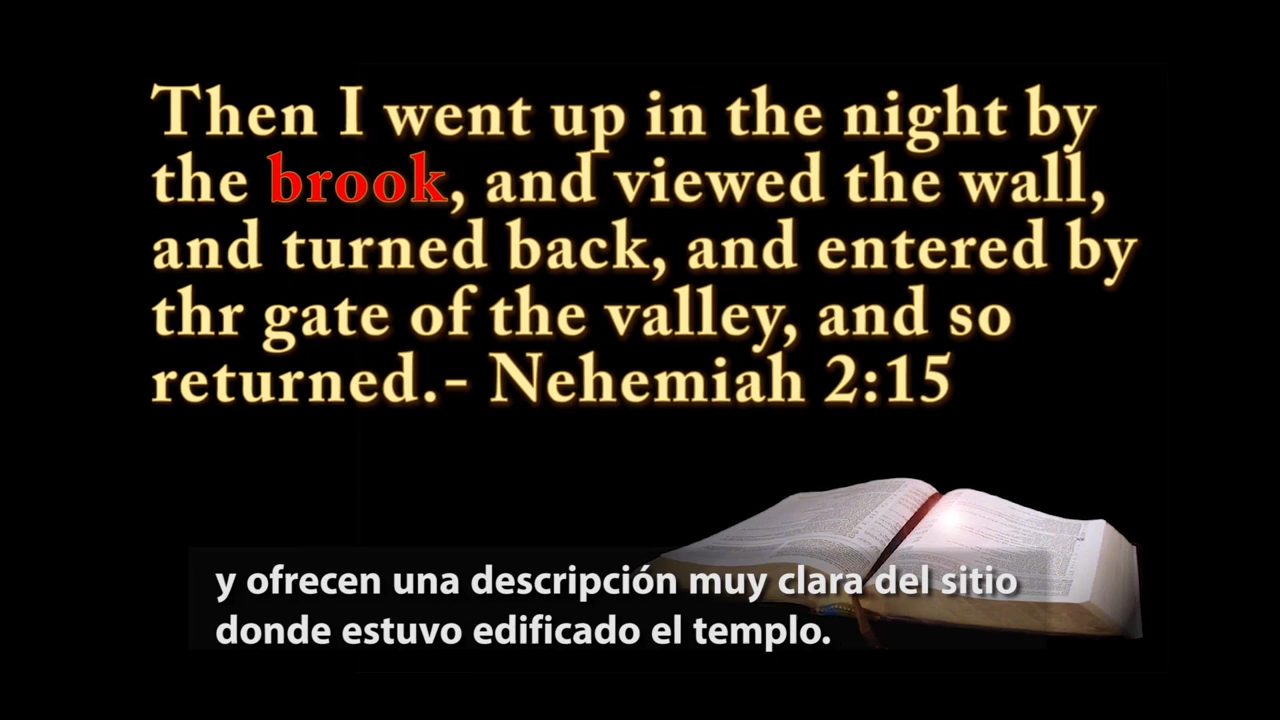 Then I went up in the night by
the brook, and viewed the wall,
and turned back, and entered by
thr gate of the valley, and so
returned.- Nehemiah 2:15
y ofrecen una descripción muy clara del sitio
donde estuvo edificado el templo.